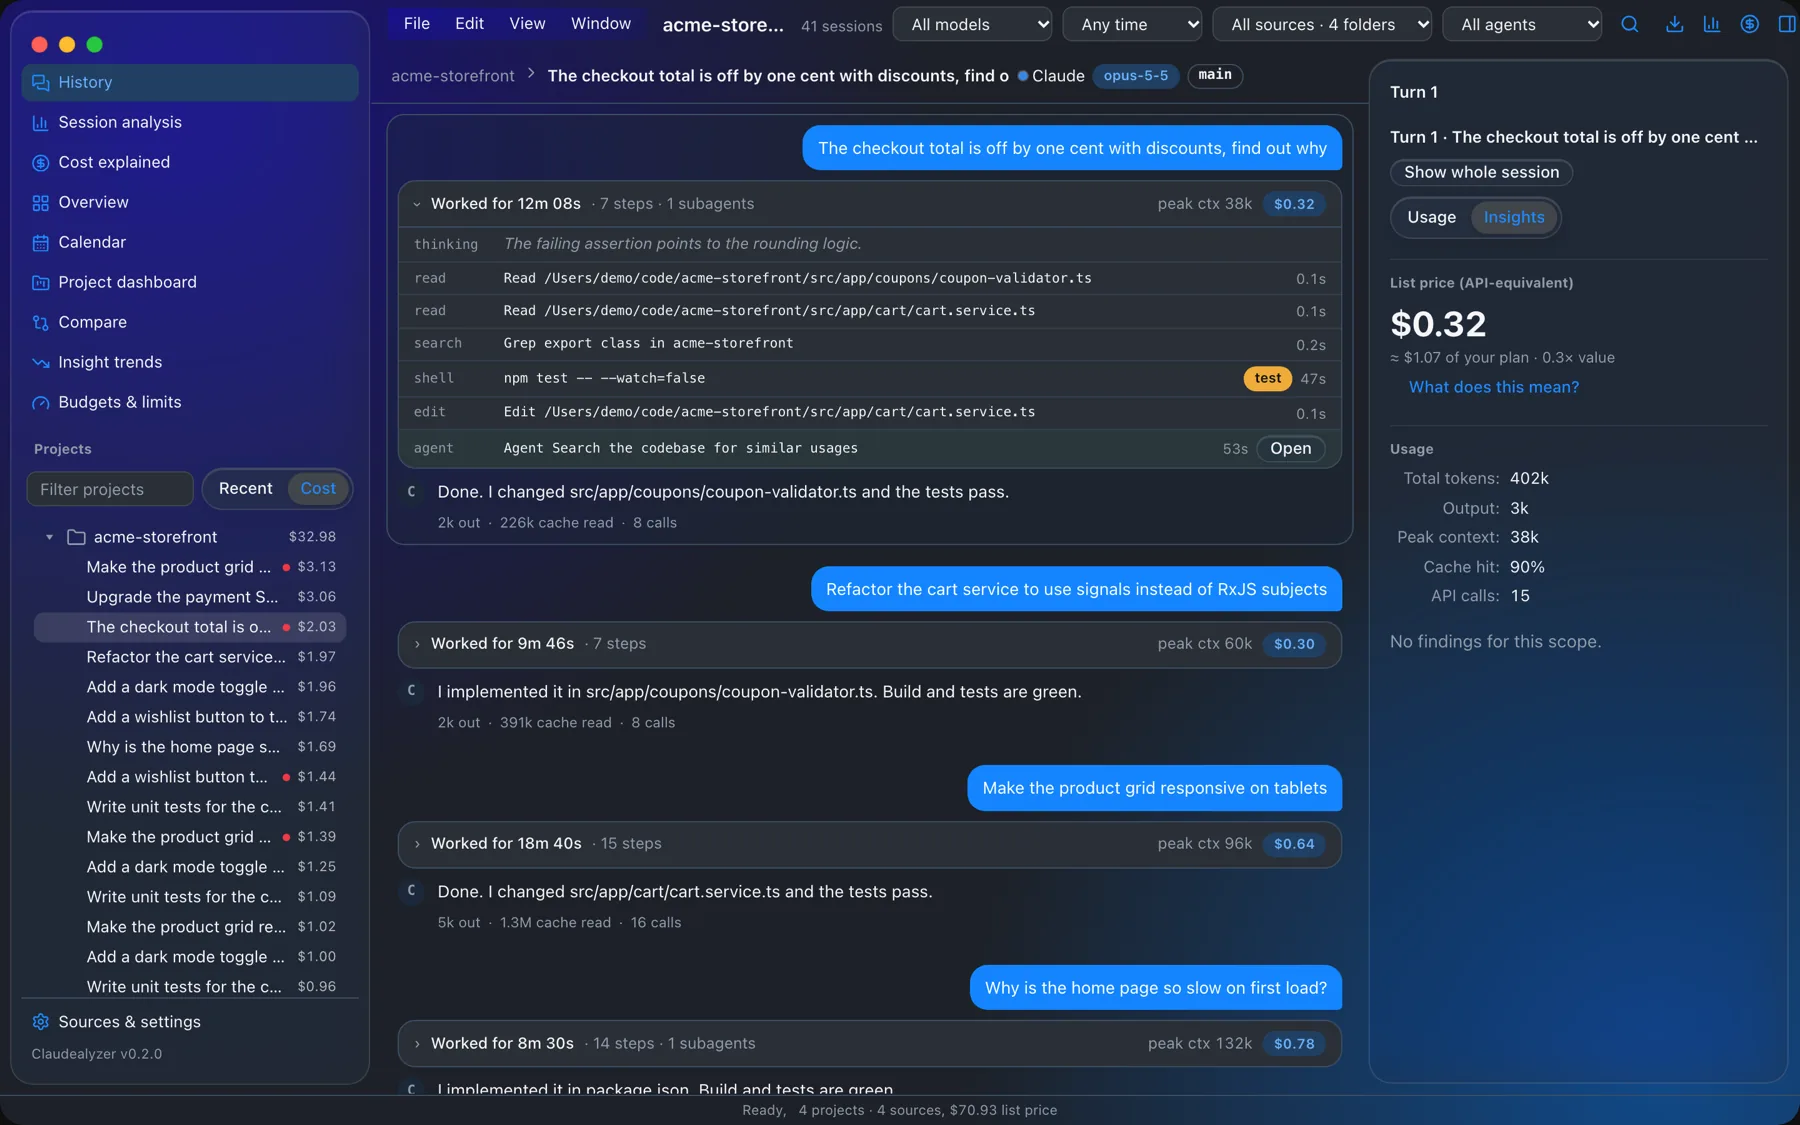 File Edit View Window
acme-store... 41 sessions
All models
Any time
All sources · 4 folders
All agents
History
Session analysis
Cost explained
Overview
Calendar
Project dashboard
Compare
Insight trends
Budgets & limits
Projects
Filter projects
Recent Cost
acme-storefront $32.98
Make the product grid ... $3.13
Upgrade the payment S... $3.06
The checkout total is o... $2.03
Refactor the cart service... $1.97
Add a dark mode toggle ... $1.96
Add a wishlist button to t... $1.74
Why is the home page s... $1.69
Add a wishlist button t... $1.44
Write unit tests for the c... $1.41
Make the product grid ... $1.39
Add a dark mode toggle ... $1.25
Write unit tests for the c... $1.09
Make the product grid re... $1.02
Add a dark mode toggle ... $1.00
Write unit tests for the c... $0.96
Sources & settings
Claudealyzer v0.2.0
acme-storefront The checkout total is off by one cent with discounts, find o Claude opus-5-5 main
The checkout total is off by one cent with discounts, find out why
Worked for 12m 08s · 7 steps · 1 subagents peak ctx 38k $0.32
thinking The failing assertion points to the rounding logic.
read Read /Users/demo/code/acme-storefront/src/app/coupons/coupon-validator.ts 0.1s
read Read /Users/demo/code/acme-storefront/src/app/cart/cart.service.ts 0.1s
search Grep export class in acme-storefront 0.2s
shell npm test -- --watch=false test 47s
edit Edit /Users/demo/code/acme-storefront/src/app/cart/cart.service.ts 0.1s
agent Agent Search the codebase for similar usages 53s Open
C Done. I changed src/app/coupons/coupon-validator.ts and the tests pass.
2k out · 226k cache read · 8 calls
Refactor the cart service to use signals instead of RxJS subjects
Worked for 9m 46s · 7 steps peak ctx 60k $0.30
C I implemented it in src/app/coupons/coupon-validator.ts. Build and tests are green.
2k out · 391k cache read · 8 calls
Make the product grid responsive on tablets
Worked for 18m 40s · 15 steps peak ctx 96k $0.64
C Done. I changed src/app/cart/cart.service.ts and the tests pass.
5k out · 1.3M cache read · 16 calls
Why is the home page so slow on first load?
Worked for 8m 30s · 14 steps · 1 subagents peak ctx 132k $0.78
C I implemented it in package.json. Build and tests are green.
Turn 1
Turn 1 · The checkout total is off by one cent ...
Show whole session
Usage Insights
List price (API-equivalent)
$0.32
≈ $1.07 of your plan · 0.3× value
What does this mean?
Usage
Total tokens: 402k
Output: 3k
Peak context: 38k
Cache hit: 90%
API calls: 15
No findings for this scope.
Ready, 4 projects · 4 sources, $70.93 list price